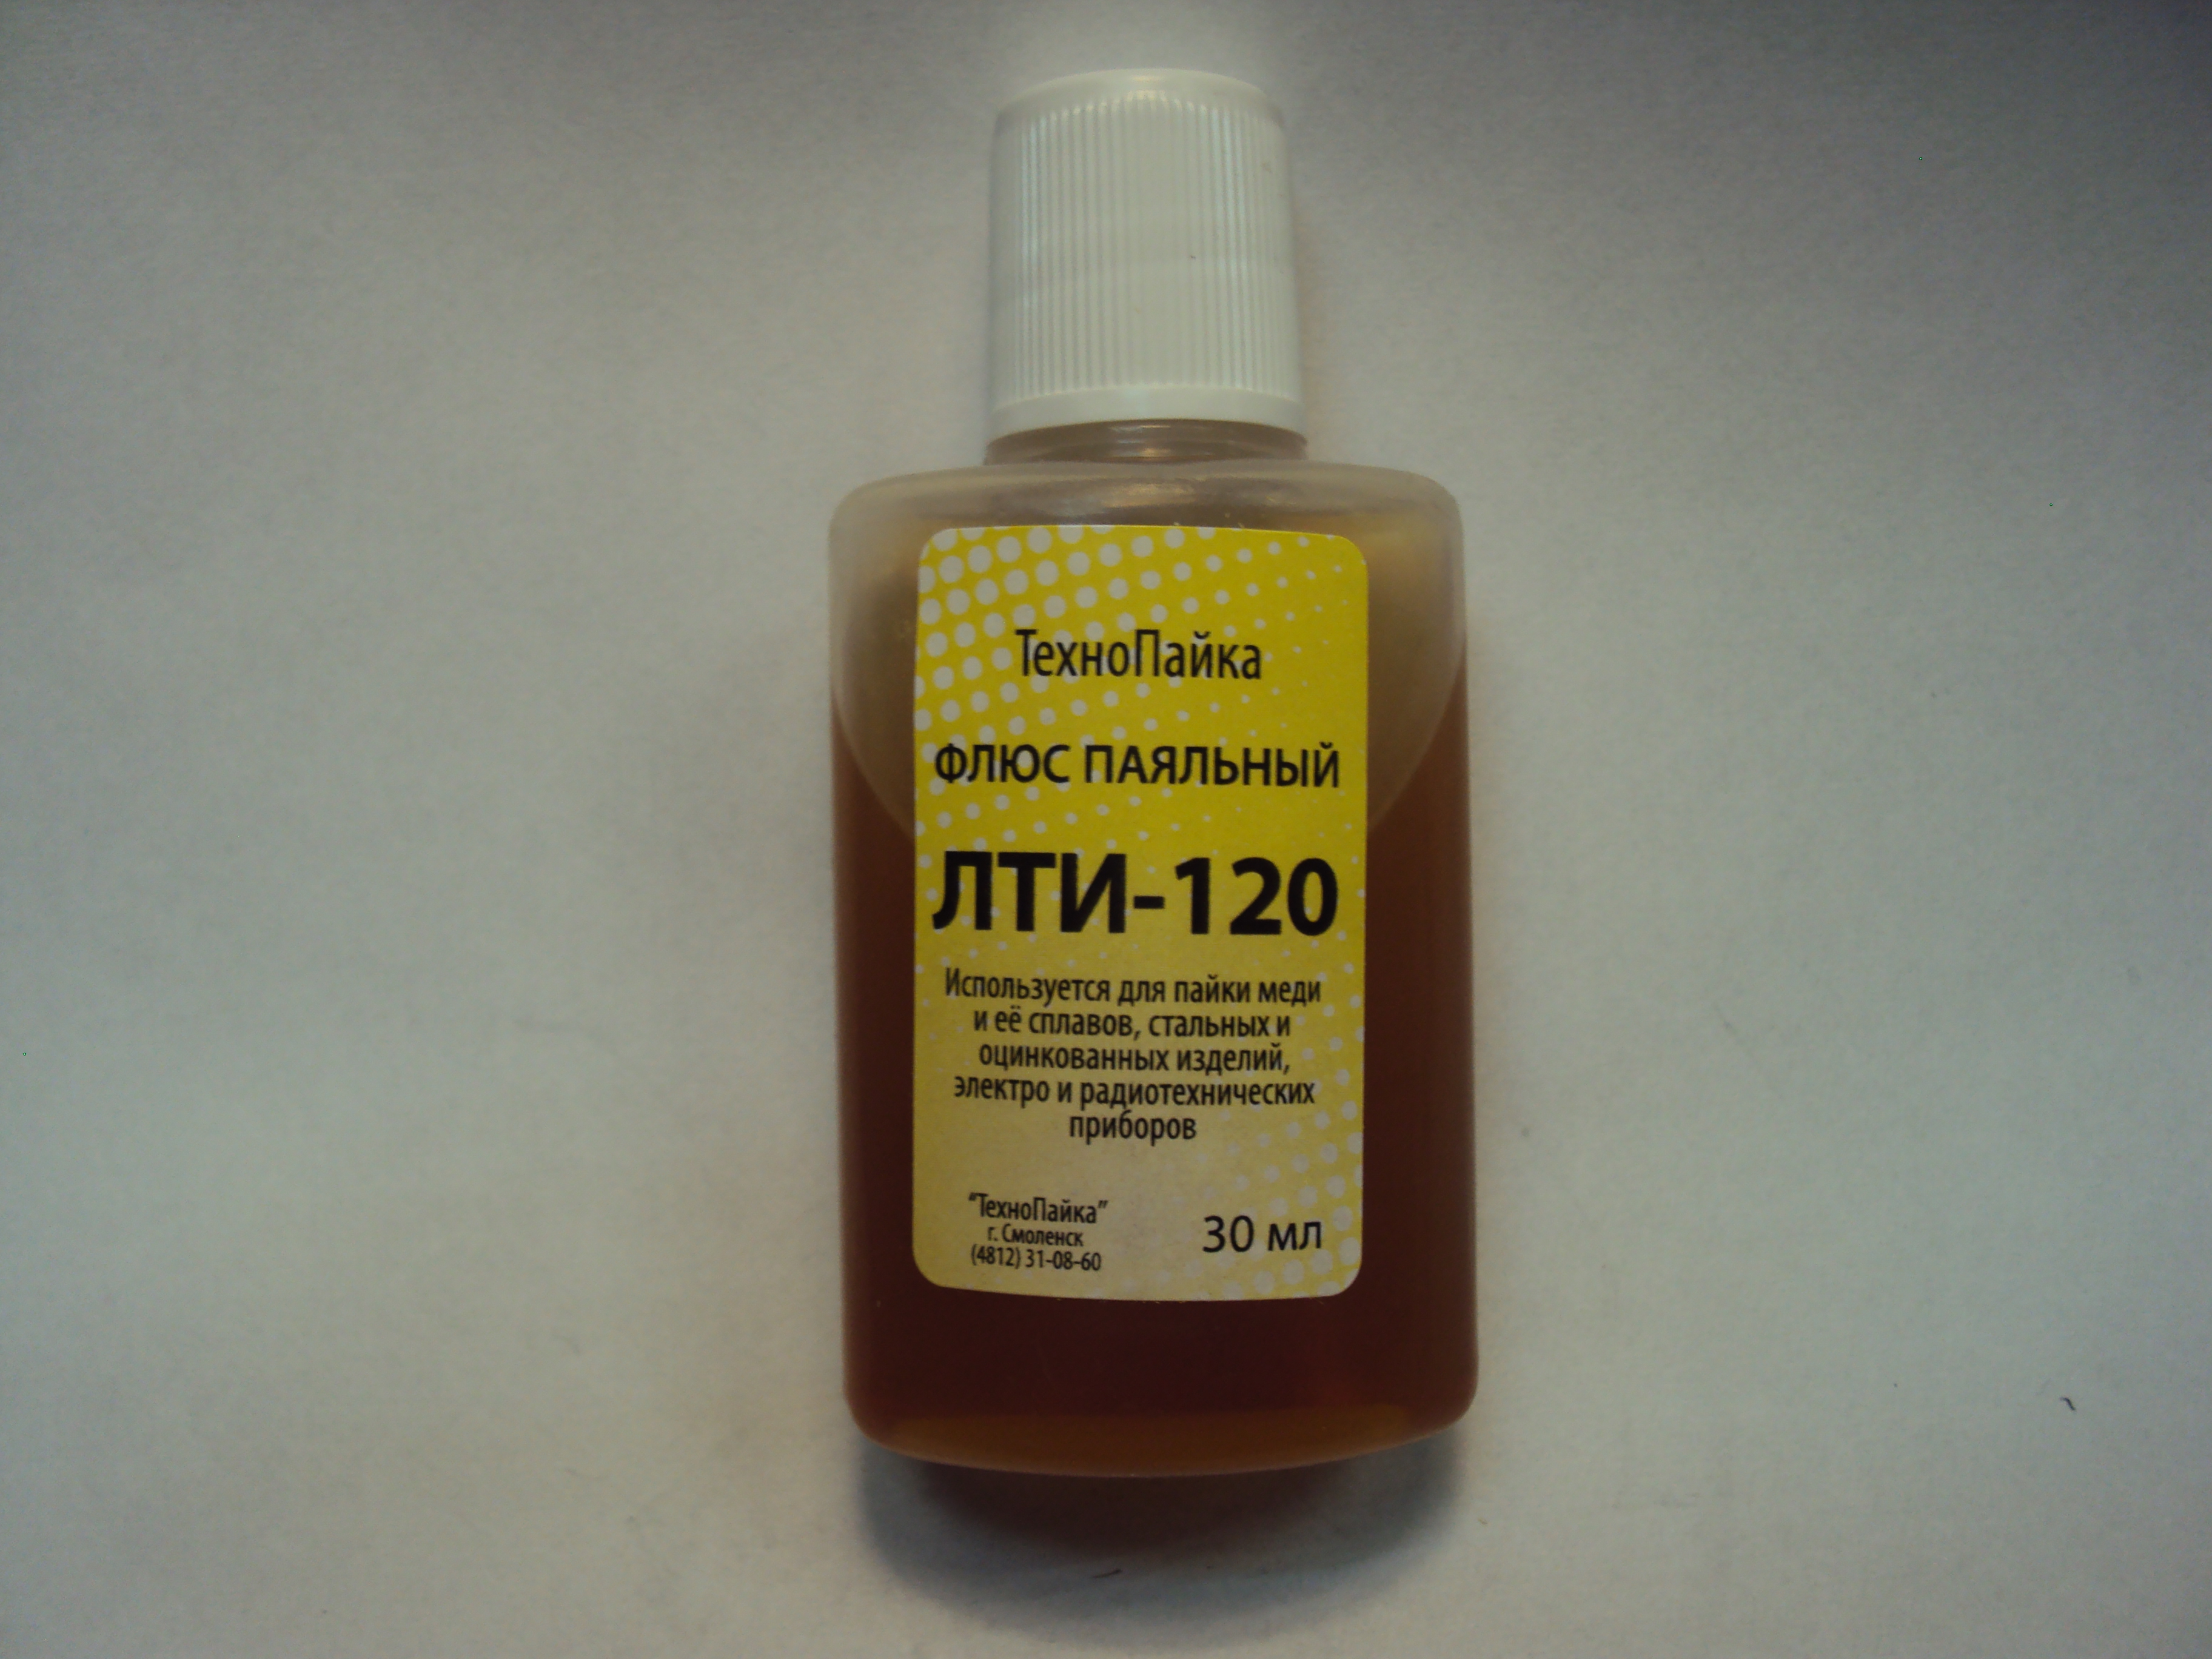 ТехноПайка
ФЛЮС ПАЯЛЬНЫЙ
ЛТИ-120
Используется для пайки меди
и её сплавов, стальных и
оцинкованных изделий,
электро и радиотехнических
приборов
"ТехноПайка"
г. Смоленск
(4812) 31-08-60
30 мл